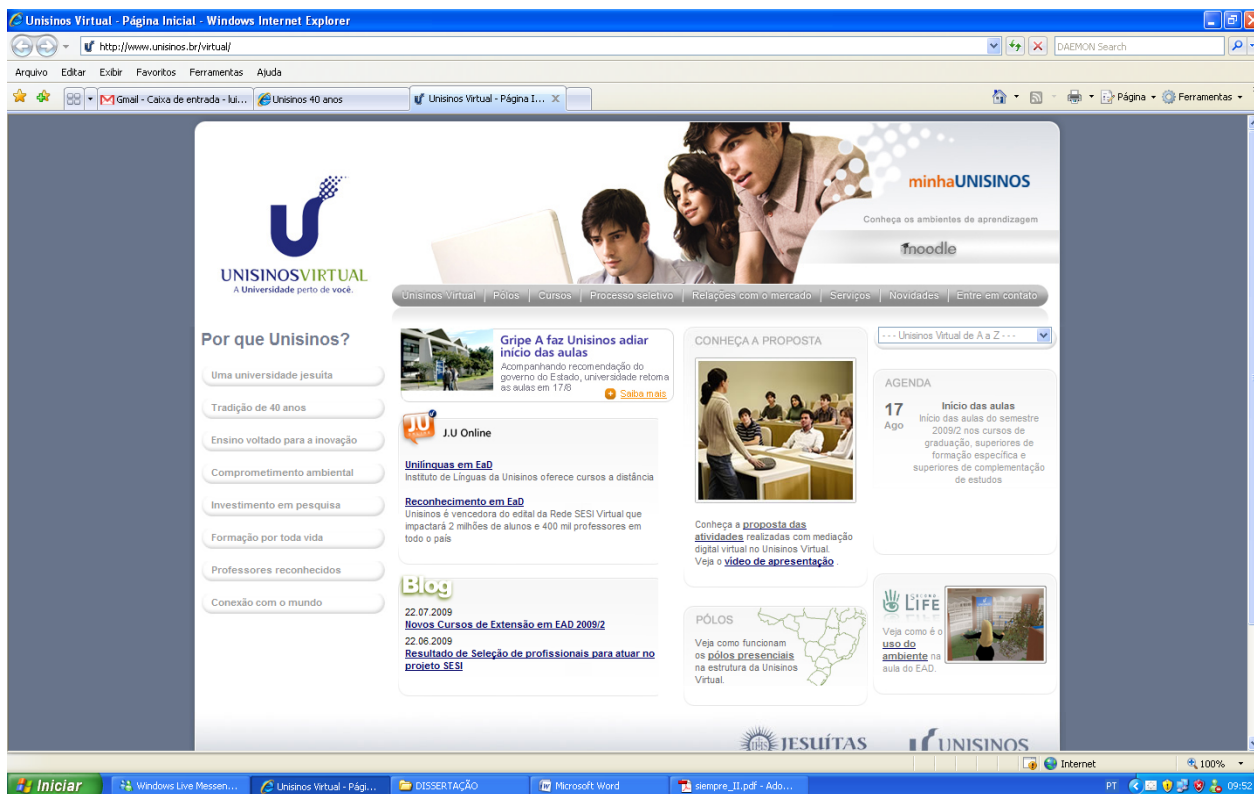 Unisinos Virtual - Página Inicial - Windows Internet Explorer
http://www.unisinos.br/virtual/
DAEMON Search
Arquivo Editar Exibir Favoritos Ferramentas Ajuda
Gmail - Caixa de entrada - lui...
Unisinos 40 anos
Unisinos Virtual - Página I...
Página
Ferramentas
UNISINOSVIRTUAL
A Universidade perto de você.
minhaUNISINOS
Conheça os ambientes de aprendizagem
moodle
Unisinos Virtual | Pólos | Cursos | Processo seletivo | Relações com o mercado | Serviços | Novidades | Entre em contato
Por que Unisinos?
Uma universidade jesuíta
Tradição de 40 anos
Ensino voltado para a inovação
Comprometimento ambiental
Investimento em pesquisa
Formação por toda vida
Professores reconhecidos
Conexão com o mundo
Gripe A faz Unisinos adiar
início das aulas
Acompanhando recomendação do
governo do Estado, universidade retoma
as aulas em 17/8
Saiba mais
JU
J.U Online
Unilínguas em EaD
Instituto de Línguas da Unisinos oferece cursos a distância
Reconhecimento em EaD
Unisinos é vencedora do edital da Rede SESI Virtual que
impactará 2 milhões de alunos e 400 mil professores em
todo o país
Blog
22.07.2009
Novos Cursos de Extensão em EAD 2009/2
22.06.2009
Resultado de Seleção de profissionais para atuar no
projeto SESI
CONHEÇA A PROPOSTA
Conheça a proposta das
atividades realizadas com mediação
digital virtual no Unisinos Virtual.
Veja o vídeo de apresentação .
PÓLOS
Veja como funcionam
os pólos presenciais
na estrutura da Unisinos
Virtual.
- - - Unisinos Virtual de A a Z - - -
AGENDA
17
Ago
Início das aulas
Início das aulas do semestre
2009/2 nos cursos de
graduação, superiores de
formação específica e
superiores de complementação
de estudos
SECOND
LIFE
Veja como é o
uso do
ambiente na
aula do EAD.
IHS JESUÍTAS
UNISINOS
Internet
100%
Iniciar
Windows Live Messen...
Unisinos Virtual - Pági...
DISSERTAÇÃO
Microsoft Word
siempre_II.pdf - Ado...
PT
09:52